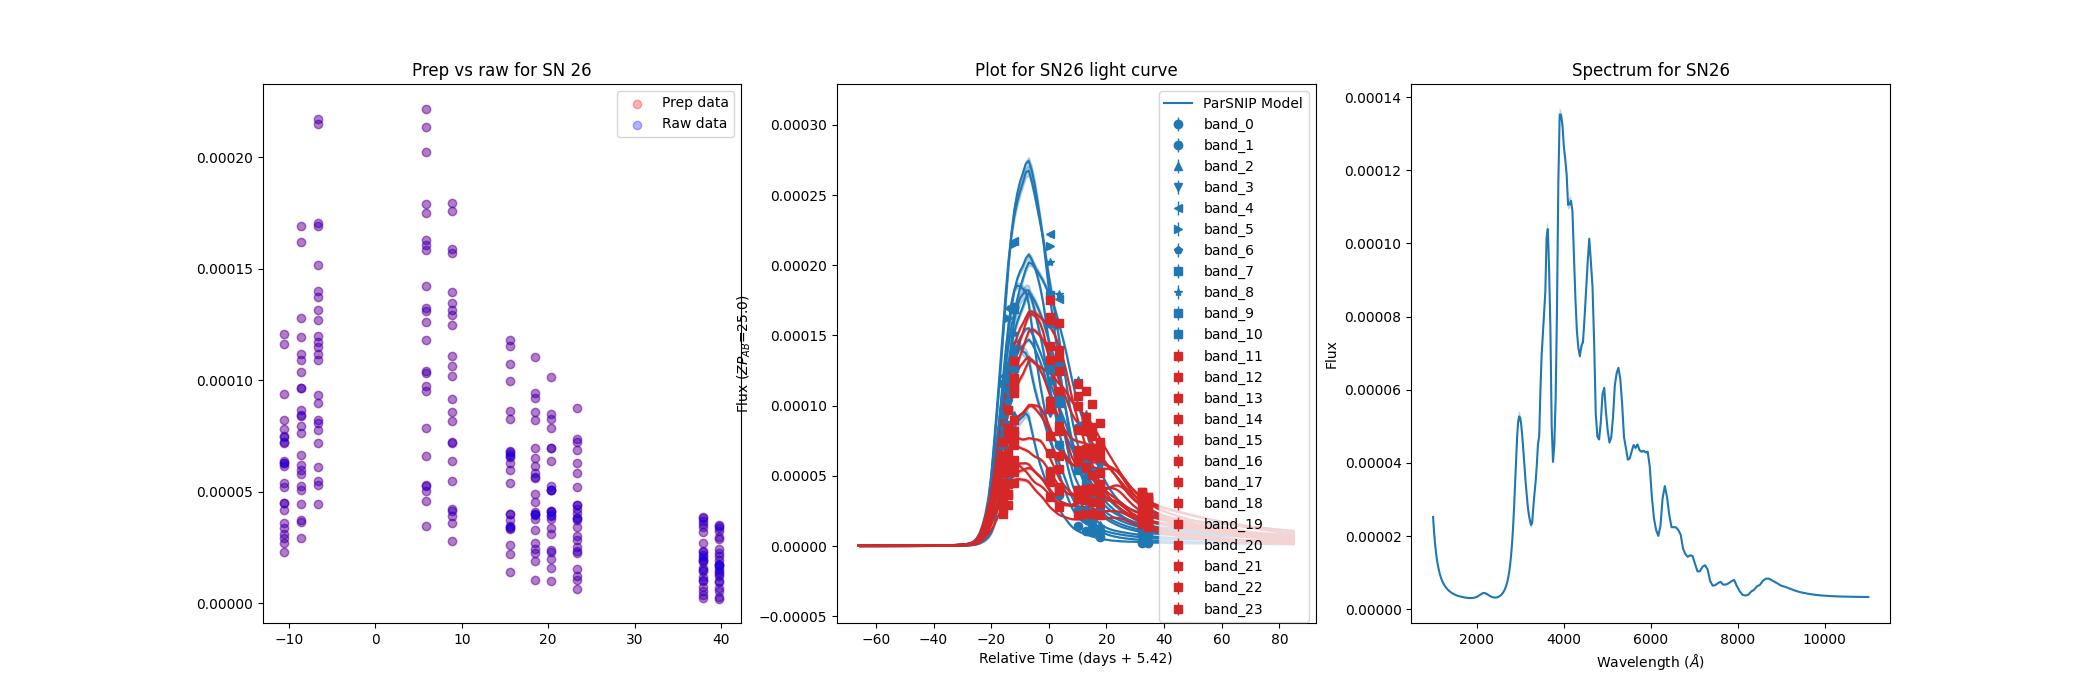 Prep vs raw for SN 26
Prep data
Raw data
0.00020
0.00015
0.00010
0.00005
0.00000
−10
0
10
20
30
40
Plot for SN26 light curve
Flux (ZP_AB=25.0)
0.00030
0.00025
0.00020
0.00015
0.00010
0.00005
0.00000
−0.00005
ParSNIP Model
band_0
band_1
band_2
band_3
band_4
band_5
band_6
band_7
band_8
band_9
band_10
band_11
band_12
band_13
band_14
band_15
band_16
band_17
band_18
band_19
band_20
band_21
band_22
band_23
−60
−40
−20
0
20
40
60
80
Relative Time (days + 5.42)
Spectrum for SN26
Flux
0.00014
0.00012
0.00010
0.00008
0.00006
0.00004
0.00002
0.00000
2000
4000
6000
8000
10000
Wavelength (Å)